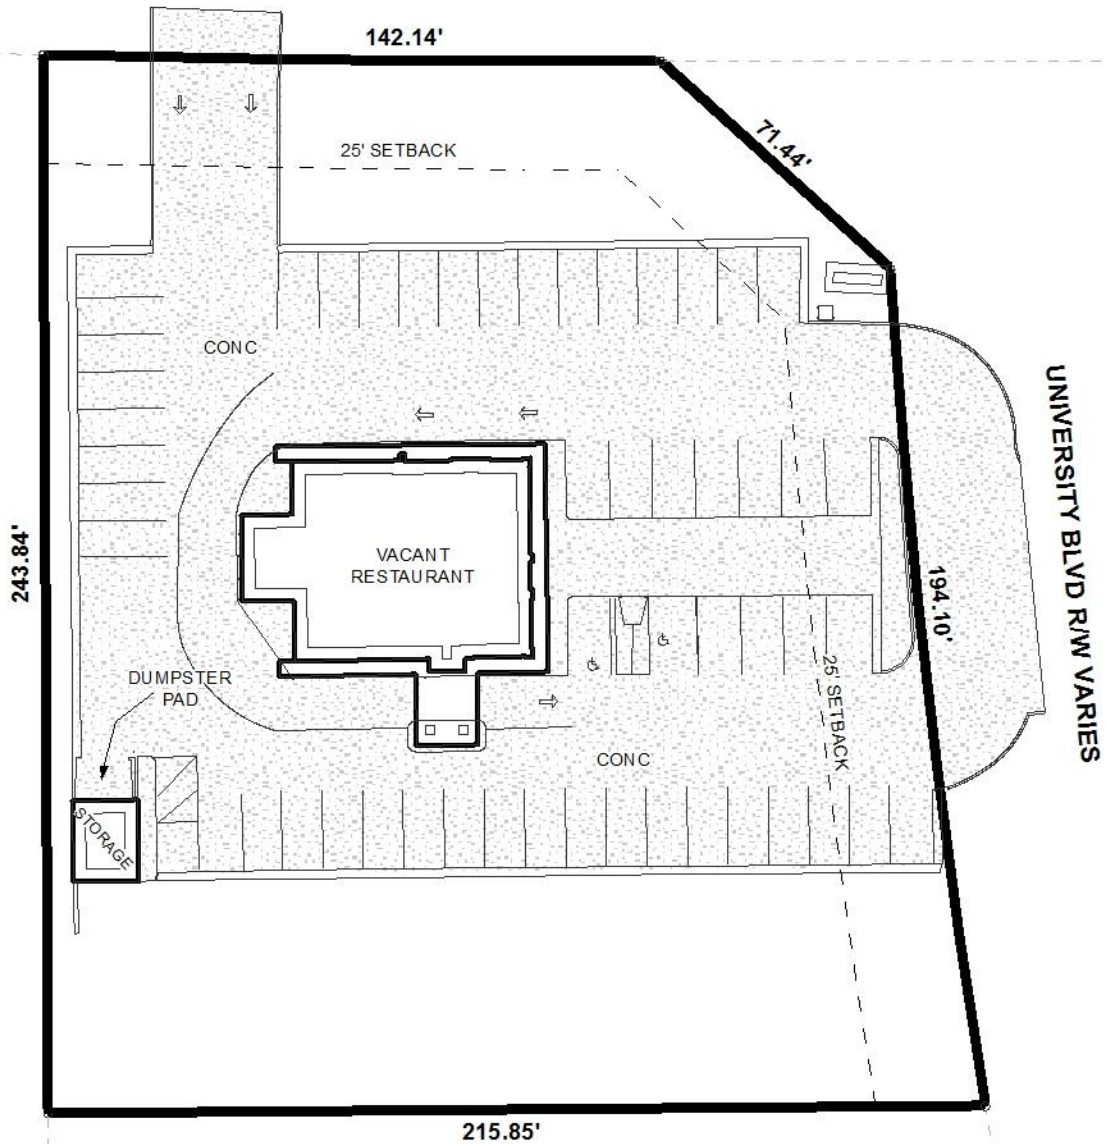 142.14'
71.44'
25' SETBACK
CONC
UNIVERSITY BLVD R/W VARIES
243.84'
VACANT
RESTAURANT
194.10'
DUMPSTER
PAD
25' SETBACK
CONC
STORAGE
215.85'